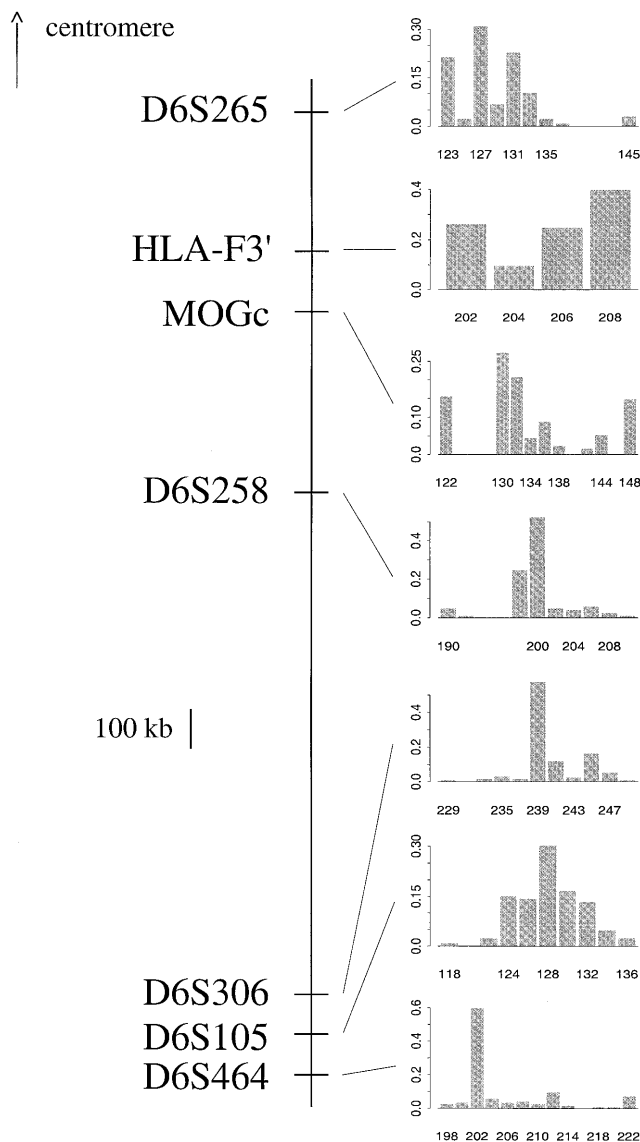 centromere
D6S265
0.0 0.15 0.30
123 127 131 135 145
HLA-F3'
0.0 0.2 0.4
202 204 206 208
MOGc
0.0 0.10 0.25
122 130 134 138 144 148
D6S258
0.0 0.2 0.4
190 200 204 208
100 kb
0.0 0.2 0.4
229 235 239 243 247
0.0 0.15 0.30
118 124 128 132 136
D6S306
D6S105
D6S464
0.0 0.2 0.4 0.6
198 202 206 210 214 218 222